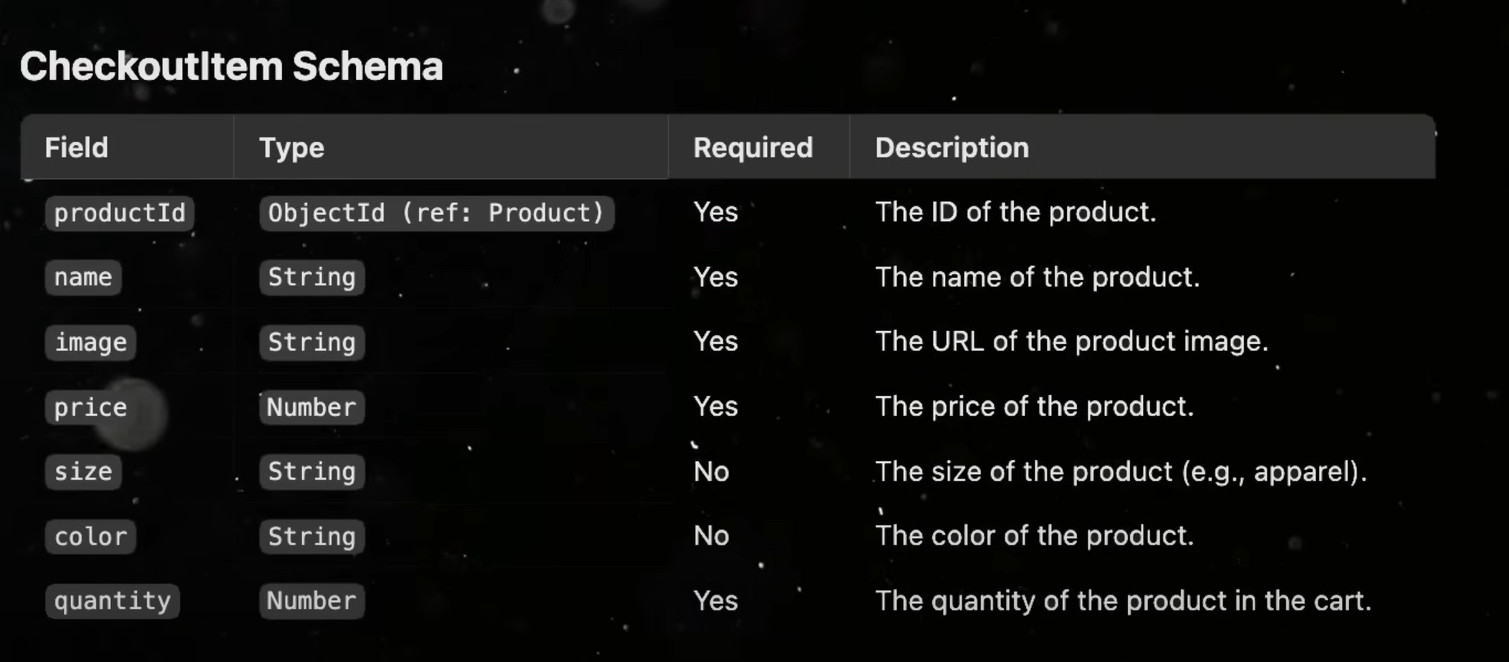 CheckoutItem Schema
Field Type Required Description
productId ObjectId (ref: Product) Yes The ID of the product.
name String Yes The name of the product.
image String Yes The URL of the product image.
price Number Yes The price of the product.
size String No The size of the product (e.g., apparel).
color String No The color of the product.
quantity Number Yes The quantity of the product in the cart.